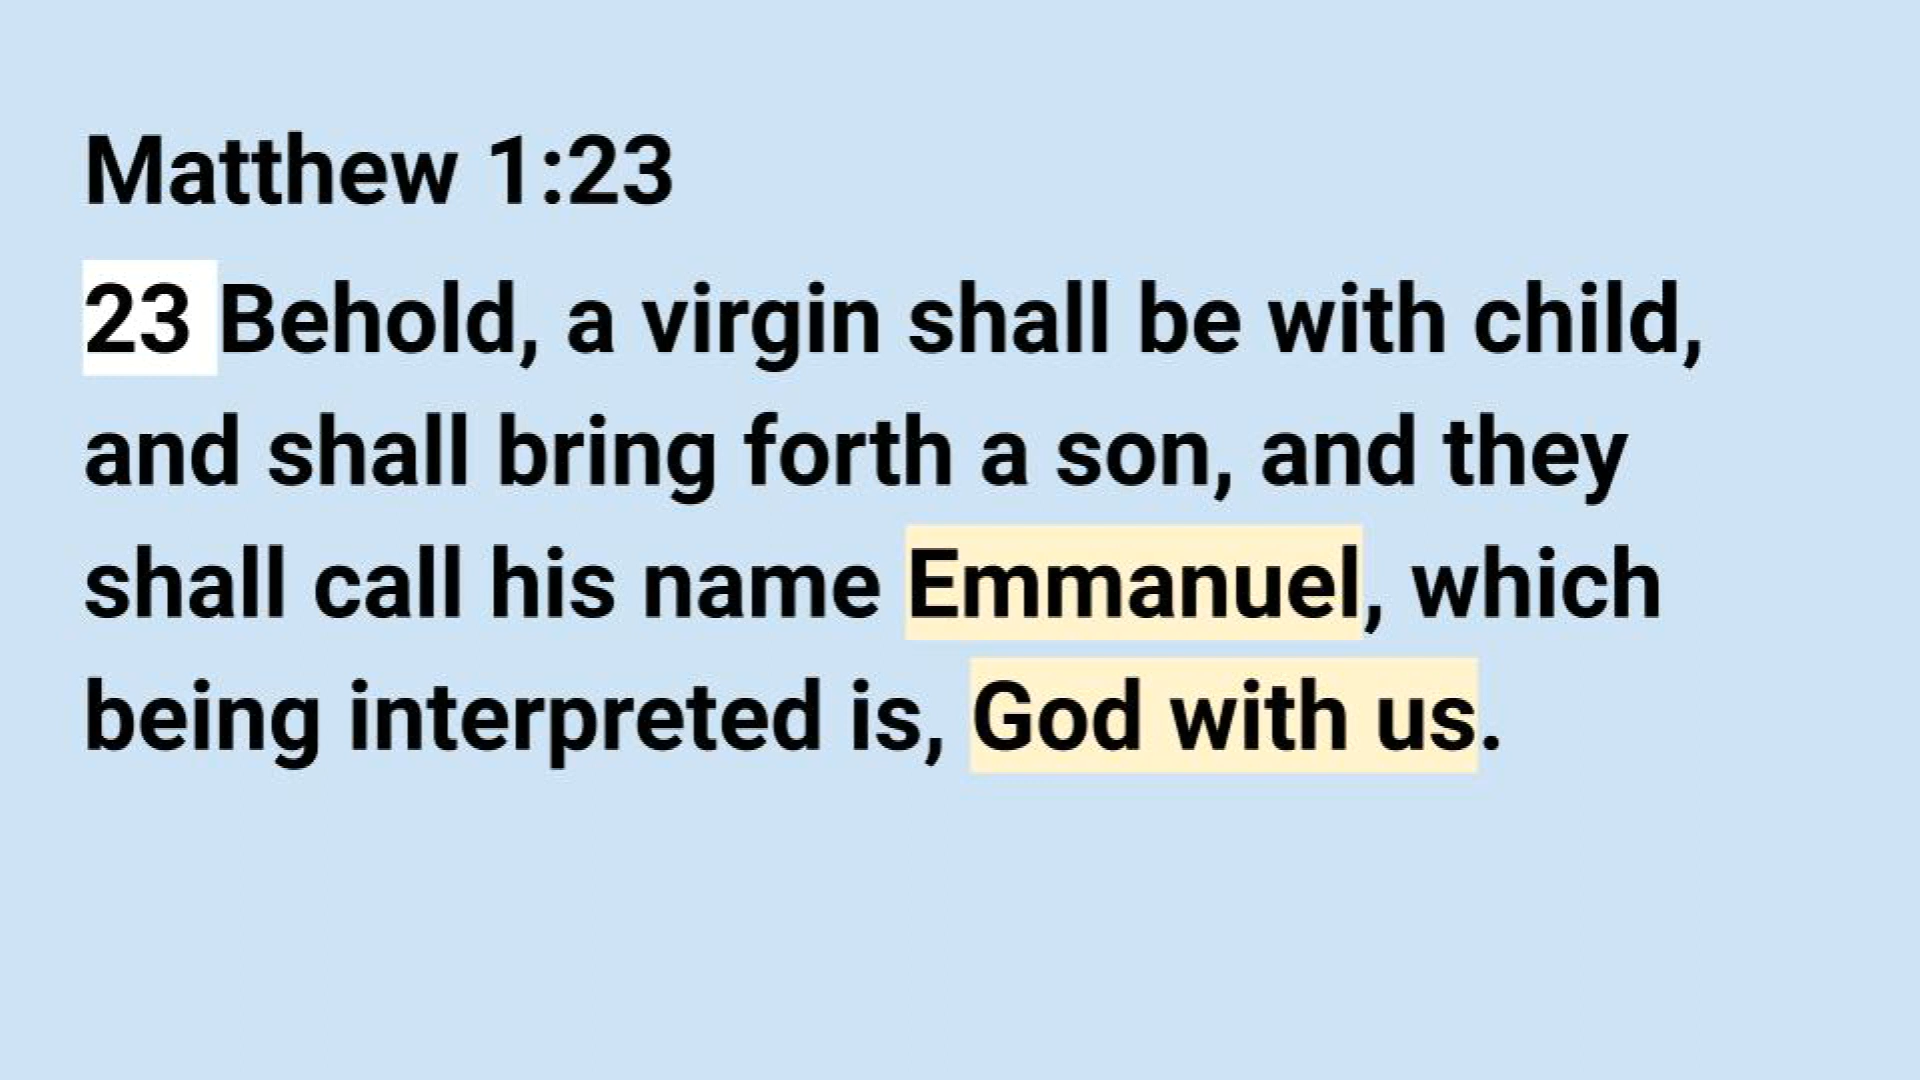 Matthew 1:23
23 Behold, a virgin shall be with child,
and shall bring forth a son, and they
shall call his name Emmanuel, which
being interpreted is, God with us.